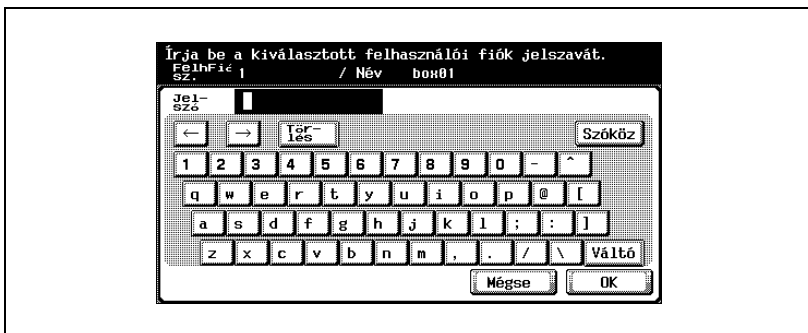 Írja be a kiválasztott felhasználói fiók jelszavát.
FelhFió
sz. 1 / Név box01
Jel-
szó
← → Tör-
lés Szóköz
1 2 3 4 5 6 7 8 9 0 - ^
q w e r t y u i o p @ [
a s d f g h j k l ; : ]
z x c v b n m , . / \ Váltó
Mégse OK